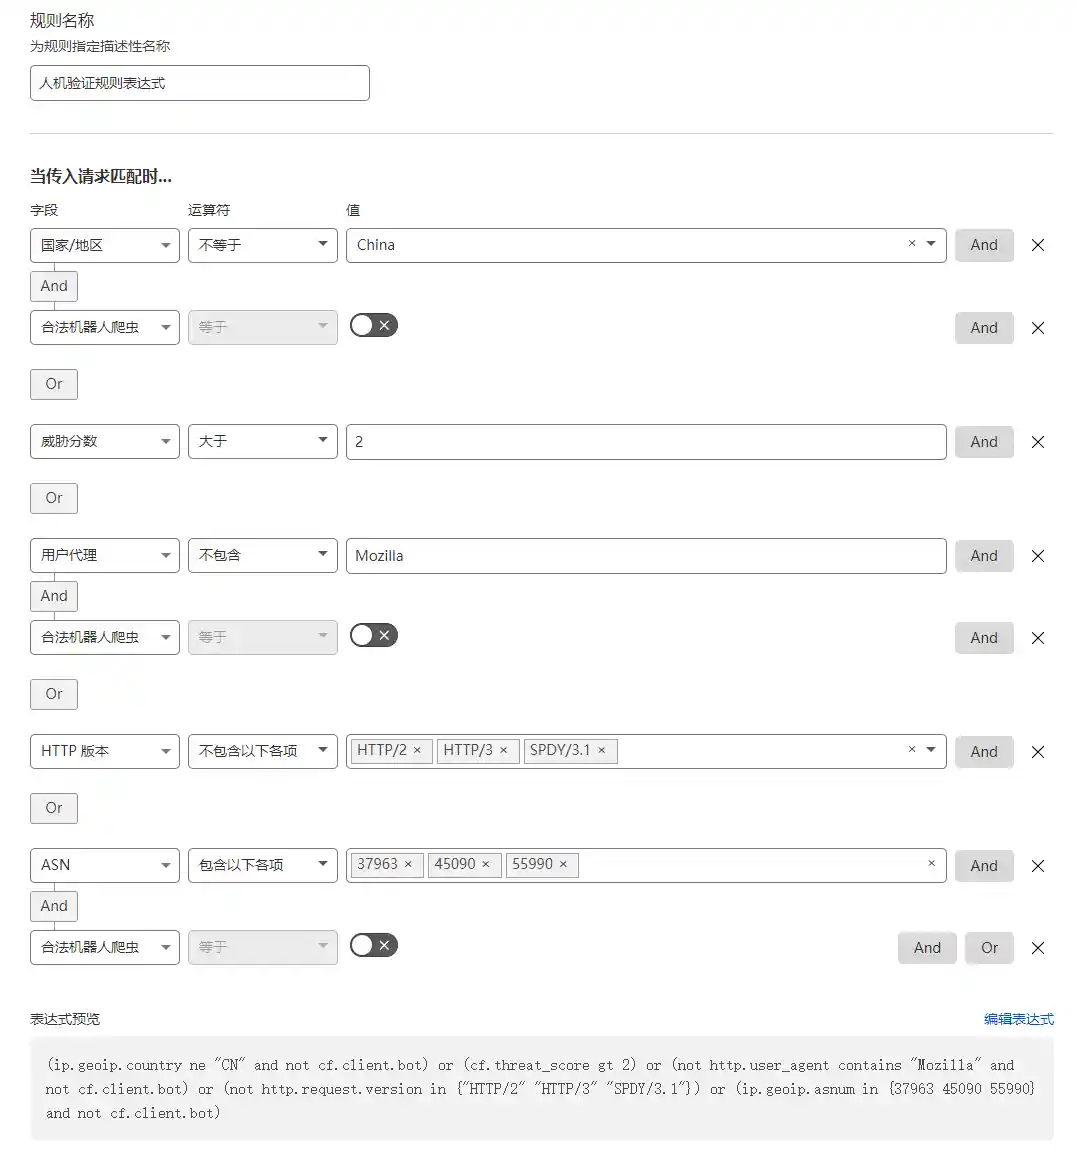 规则名称
为规则指定描述性名称
人机验证规则表达式
当传入请求匹配时...
字段 运算符 值
国家/地区 不等于 China × And ×
And
合法机器人爬虫 等于 × And ×
Or
威胁分数 大于 2 And ×
Or
用户代理 不包含 Mozilla And ×
And
合法机器人爬虫 等于 × And ×
Or
HTTP 版本 不包含以下各项 HTTP/2 × HTTP/3 × SPDY/3.1 × × And ×
Or
ASN 包含以下各项 37963 × 45090 × 55990 × × And ×
And
合法机器人爬虫 等于 × And Or ×
表达式预览 编辑表达式
(ip.geoip.country ne "CN" and not cf.client.bot) or (cf.threat_score gt 2) or (not http.user_agent contains "Mozilla" and
not cf.client.bot) or (not http.request.version in {"HTTP/2" "HTTP/3" "SPDY/3.1"}) or (ip.geoip.asnum in {37963 45090 55990}
and not cf.client.bot)